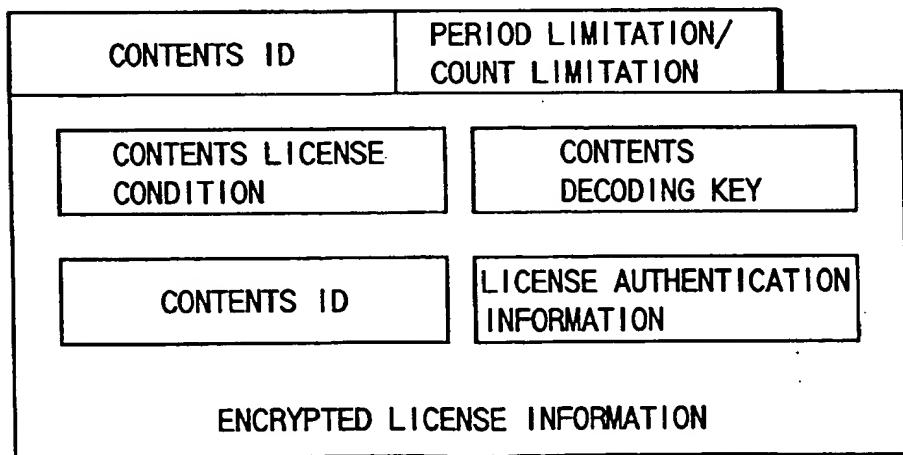 CONTENTS ID
PERIOD LIMITATION/
COUNT LIMITATION
CONTENTS LICENSE
CONDITION
CONTENTS
DECODING KEY
CONTENTS ID
LICENSE AUTHENTICATION
INFORMATION
ENCRYPTED LICENSE INFORMATION